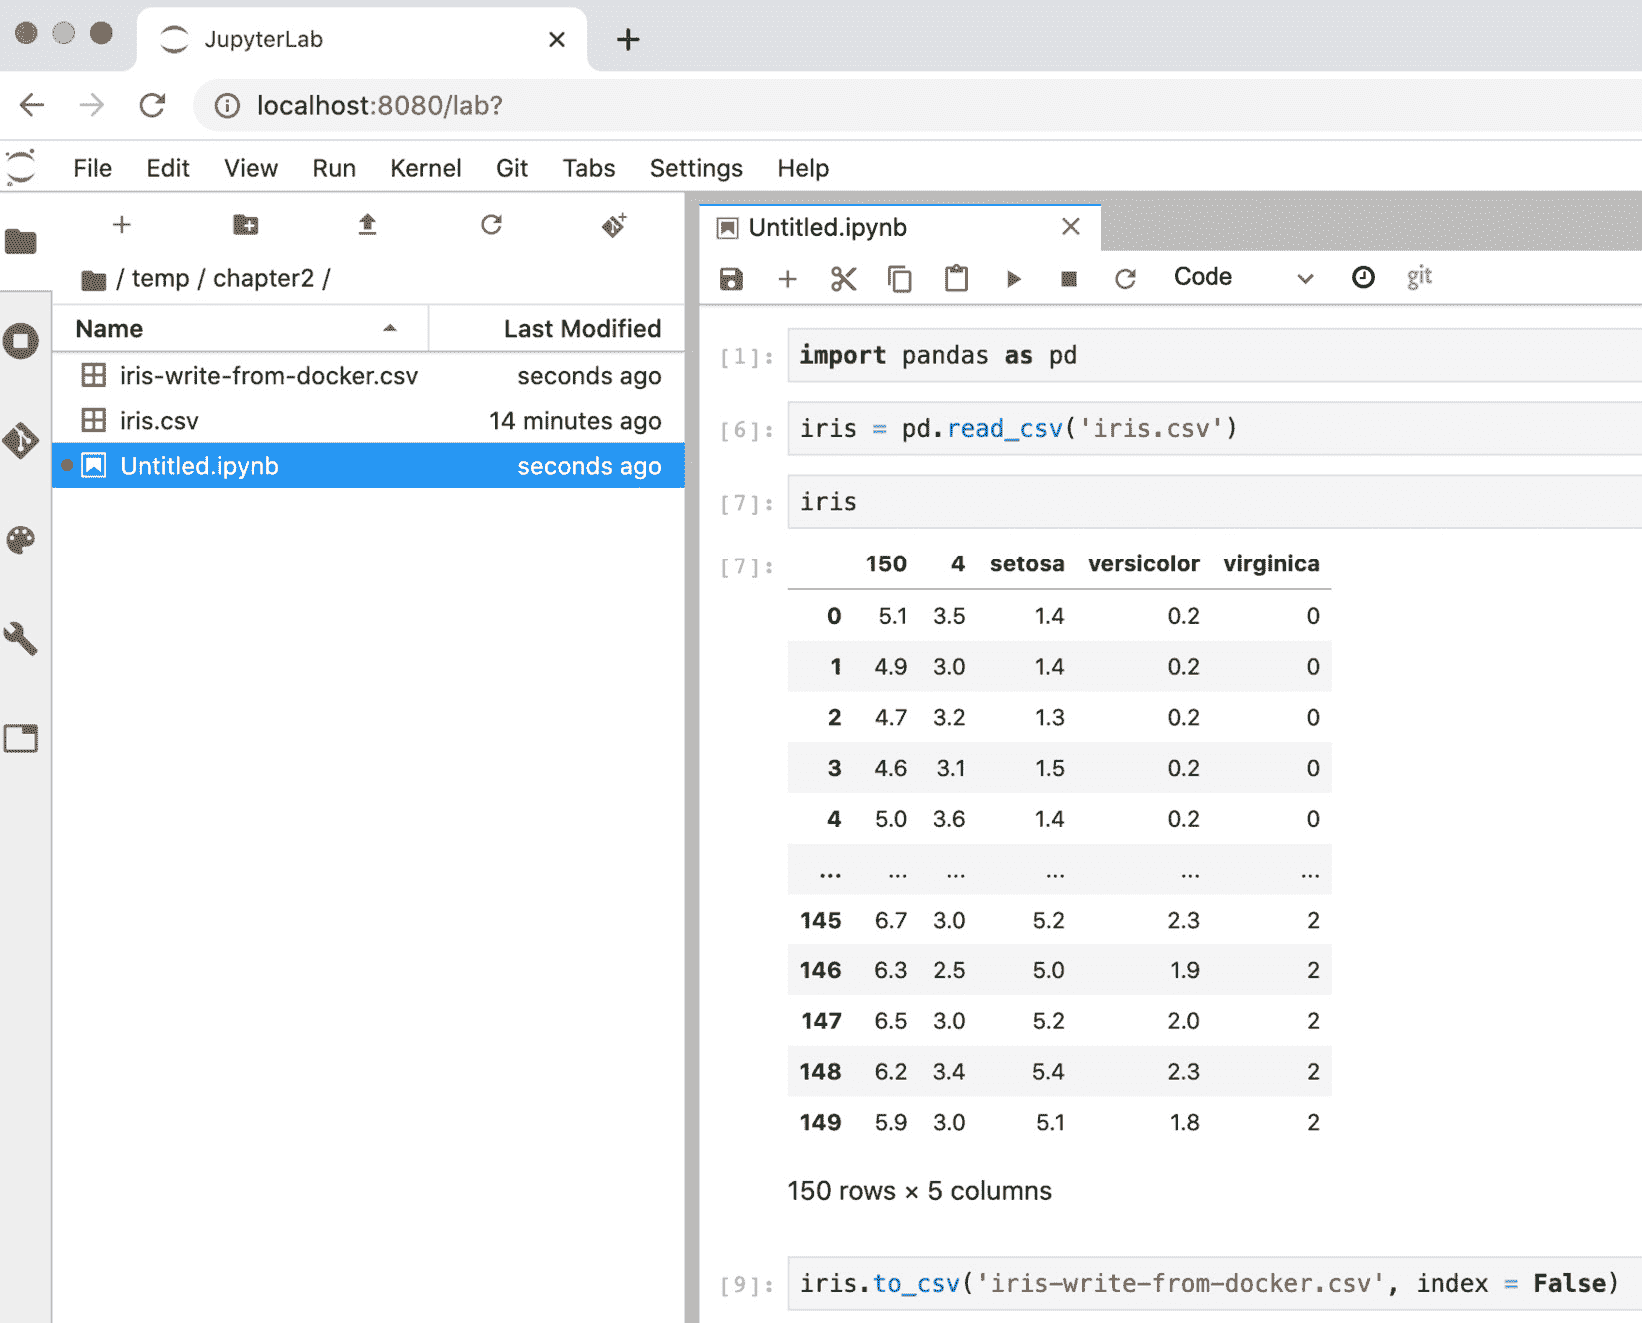 JupyterLab
localhost:8080/lab?
File Edit View Run Kernel Git Tabs Settings Help
/ temp / chapter2 /
Name Last Modified
iris-write-from-docker.csv seconds ago
iris.csv 14 minutes ago
Untitled.ipynb seconds ago
Untitled.ipynb
Code git
[1]: import pandas as pd
[6]: iris = pd.read_csv('iris.csv')
[7]: iris
[7]: 150 4 setosa versicolor virginica
0 5.1 3.5 1.4 0.2 0
1 4.9 3.0 1.4 0.2 0
2 4.7 3.2 1.3 0.2 0
3 4.6 3.1 1.5 0.2 0
4 5.0 3.6 1.4 0.2 0
... ... ... ... ... ...
145 6.7 3.0 5.2 2.3 2
146 6.3 2.5 5.0 1.9 2
147 6.5 3.0 5.2 2.0 2
148 6.2 3.4 5.4 2.3 2
149 5.9 3.0 5.1 1.8 2
150 rows × 5 columns
[9]: iris.to_csv('iris-write-from-docker.csv', index = False)